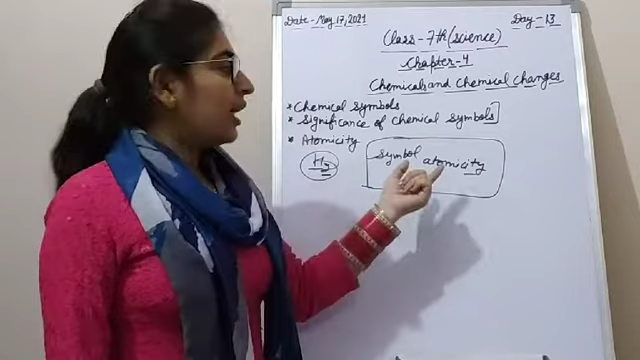 Date - May 17, 2021
Day - 13
Class - 7th (science)
Chapter - 4
Chemicals and Chemical Changes
* Chemical symbols
* Significance of Chemical symbols
* Atomicity
H2
symbol atomicity